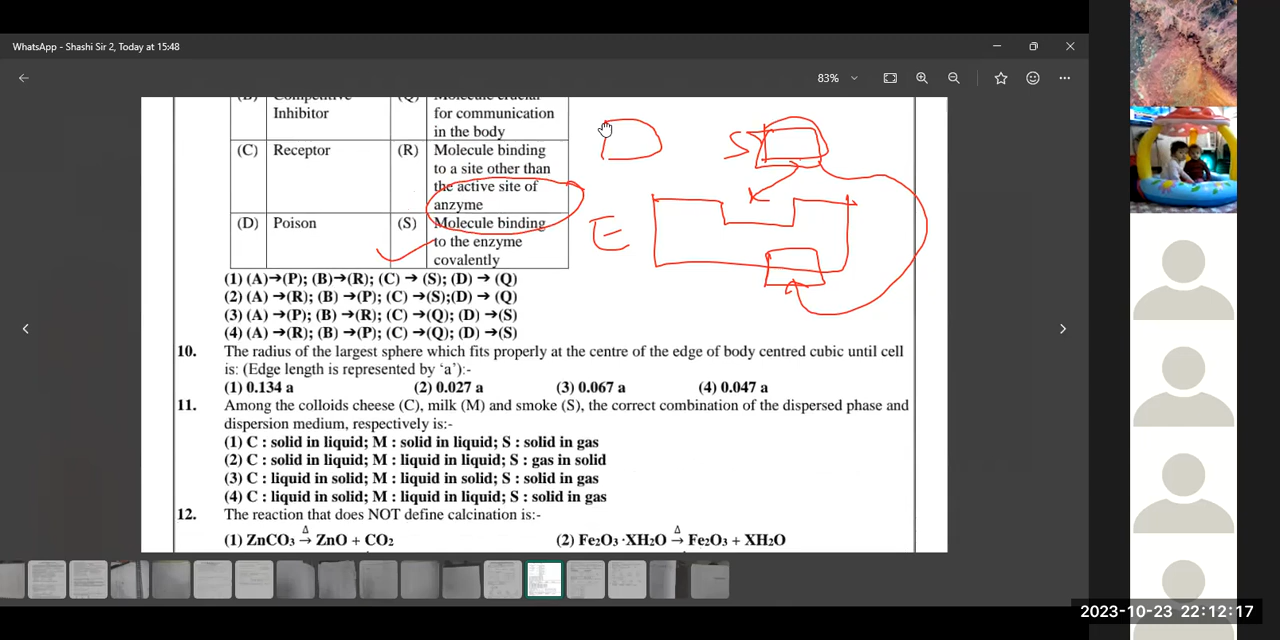 WhatsApp - Shashi Sir 2, Today at 15:48
83%
Inhibitor
for communication
in the body
(C) Receptor (R) Molecule binding
to a site other than
the active site of
anzyme
(D) Poison (S) Molecule binding
to the enzyme
covalently
D
S
E
(1) (A)→(P); (B)→(R); (C) → (S); (D) → (Q)
(2) (A) →(R); (B) →(P); (C) →(S);(D) → (Q)
(3) (A) →(P); (B) →(R); (C) →(Q); (D) →(S)
(4) (A) →(R); (B) →(P); (C) →(Q); (D) →(S)
10. The radius of the largest sphere which fits properly at the centre of the edge of body centred cubic until cell
is: (Edge length is represented by ‘a’):-
(1) 0.134 a (2) 0.027 a (3) 0.067 a (4) 0.047 a
11. Among the colloids cheese (C), milk (M) and smoke (S), the correct combination of the dispersed phase and
dispersion medium, respectively is:-
(1) C : solid in liquid; M : solid in liquid; S : solid in gas
(2) C : solid in liquid; M : liquid in liquid; S : gas in solid
(3) C : liquid in solid; M : liquid in solid; S : solid in gas
(4) C : liquid in solid; M : liquid in liquid; S : solid in gas
12. The reaction that does NOT define calcination is:-
(1) ZnCO₃ →Δ ZnO + CO₂ (2) Fe₂O₃ ·XH₂O →Δ Fe₂O₃ + XH₂O
2023-10-23 22:12:17